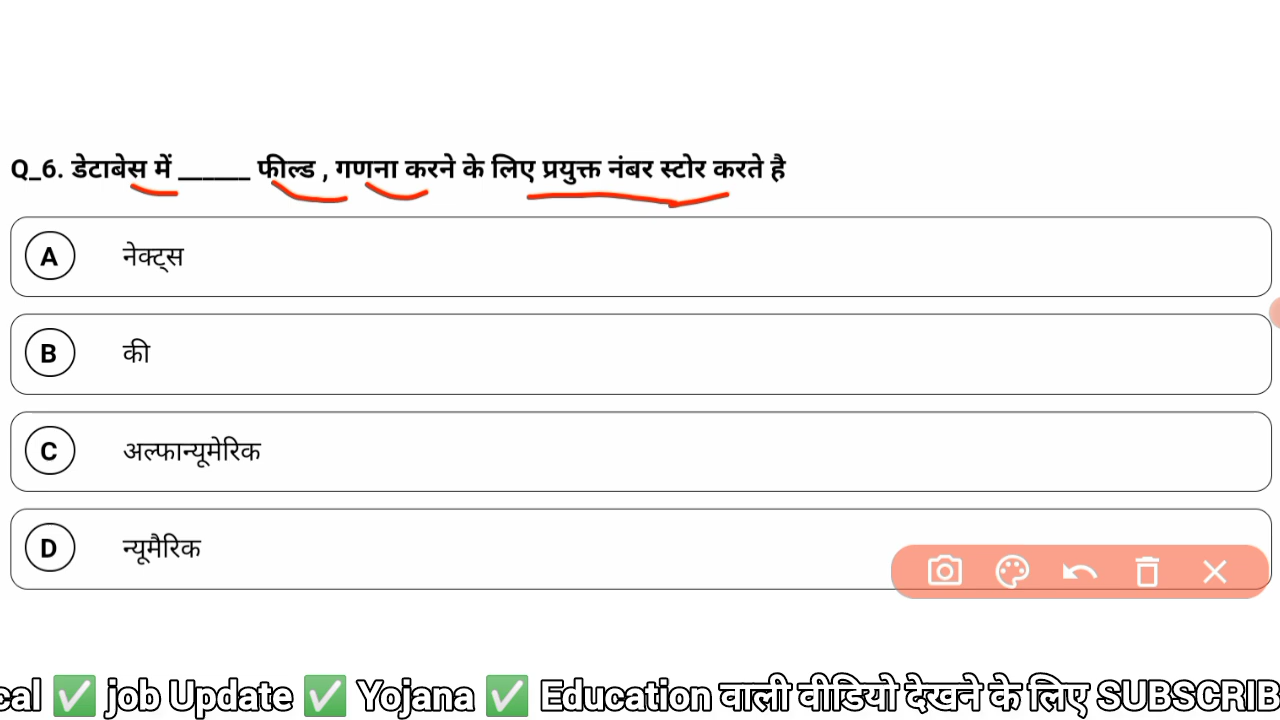 Q_6. डेटाबेस में ______ फील्ड , गणना करने के लिए प्रयुक्त नंबर स्टोर करते है
A नेक्ट्स
B की
C अल्फान्यूमेरिक
D न्यूमैरिक
cal ✅ job Update ✅ Yojana ✅ Education वाली वीडियो देखने के लिए SUBSCRIB